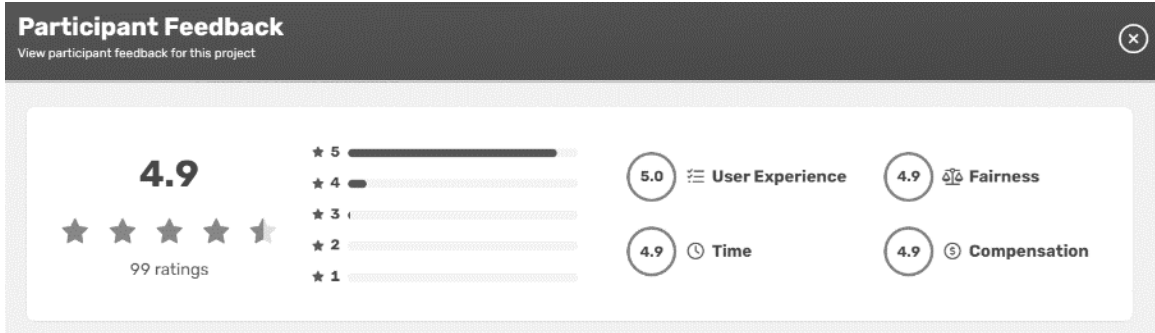 Participant Feedback
View participant feedback for this project
4.9
99 ratings
5
4
3
2
1
5.0 User Experience
4.9 Fairness
4.9 Time
4.9 Compensation